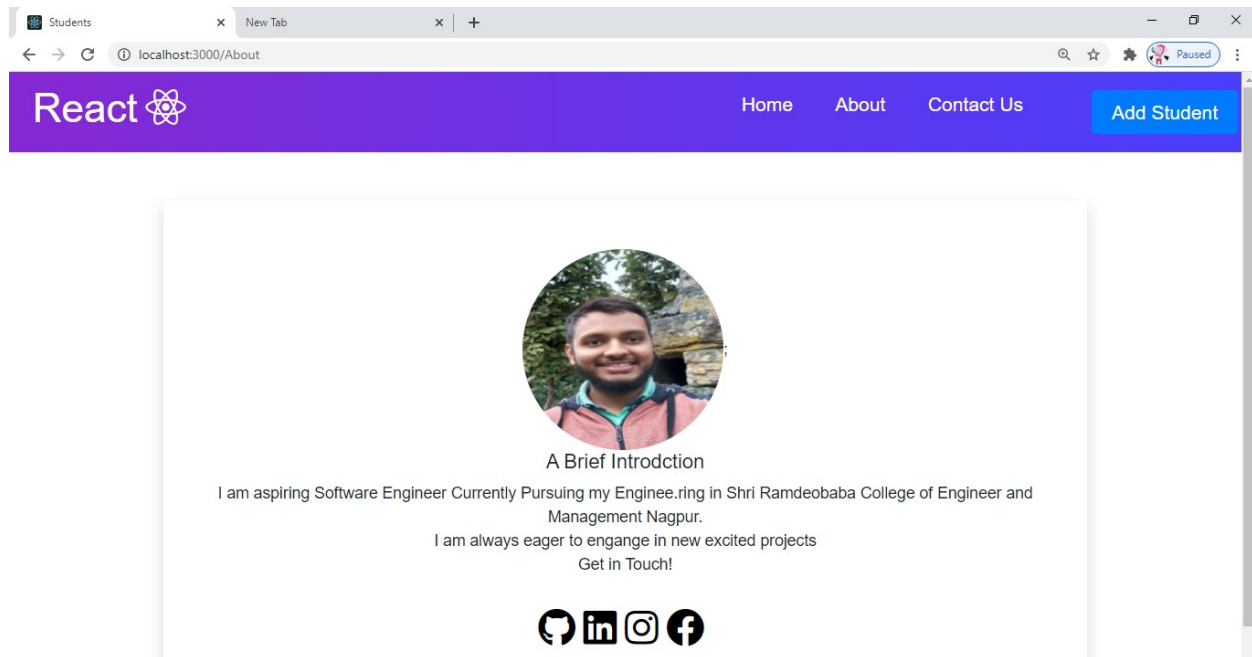 Students
New Tab
localhost:3000/About
Paused
React
Home About Contact Us Add Student
;
A Brief Introdction
I am aspiring Software Engineer Currently Pursuing my Enginee.ring in Shri Ramdeobaba College of Engineer and
Management Nagpur.
I am always eager to engange in new excited projects
Get in Touch!
in